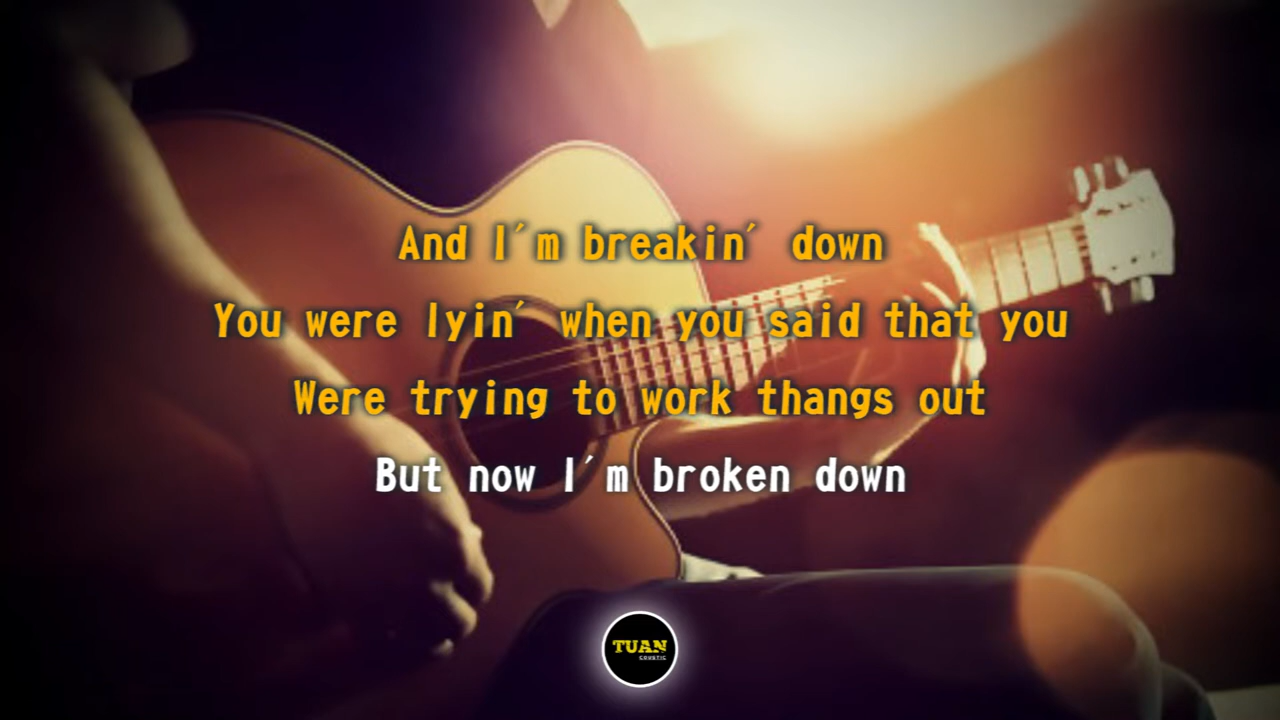 And I'm breakin' down
You were lyin' when you said that you
Were trying to work thangs out
But now I'm broken down
TUAN